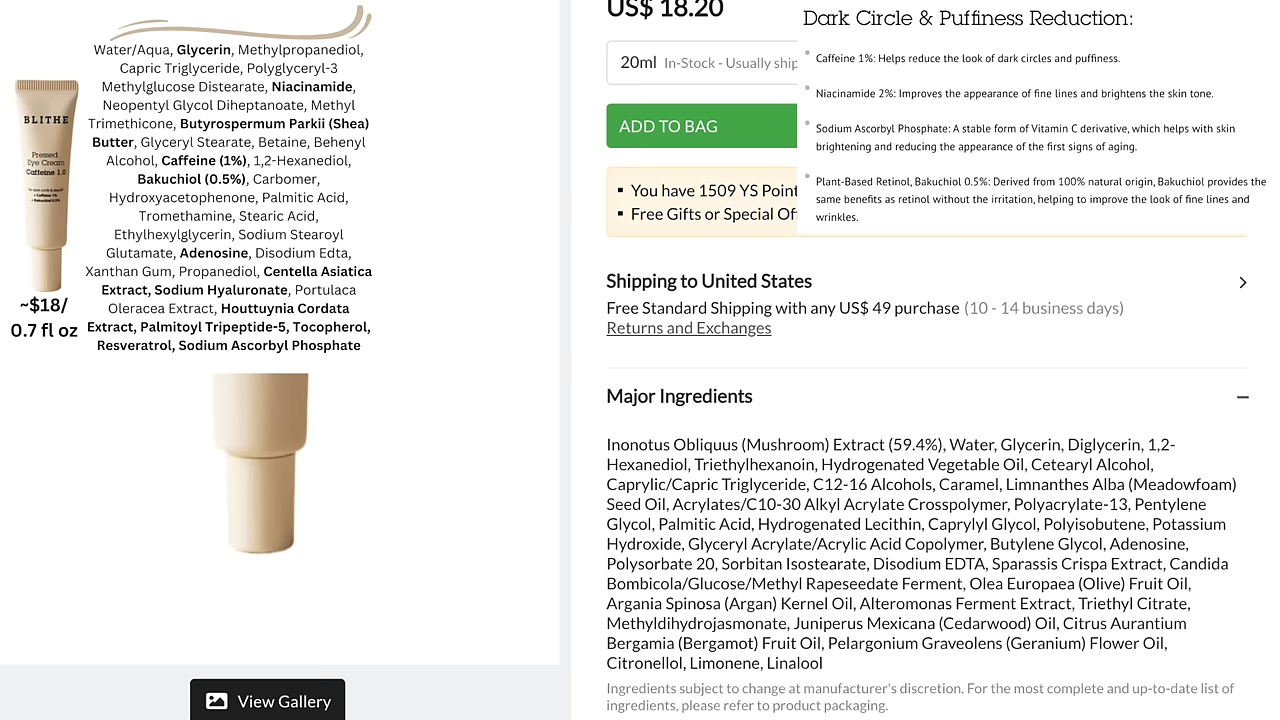 Water/Aqua, Glycerin, Methylpropanediol,
Capric Triglyceride, Polyglyceryl-3
Methylglucose Distearate, Niacinamide,
Neopentyl Glycol Diheptanoate, Methyl
Trimethicone, Butyrospermum Parkii (Shea)
Butter, Glyceryl Stearate, Betaine, Behenyl
Alcohol, Caffeine (1%), 1,2-Hexanediol,
Bakuchiol (0.5%), Carbomer,
Hydroxyacetophenone, Palmitic Acid,
Tromethamine, Stearic Acid,
Ethylhexylglycerin, Sodium Stearoyl
Glutamate, Adenosine, Disodium Edta,
Xanthan Gum, Propanediol, Centella Asiatica
Extract, Sodium Hyaluronate, Portulaca
Oleracea Extract, Houttuynia Cordata
Extract, Palmitoyl Tripeptide-5, Tocopherol,
Resveratrol, Sodium Ascorbyl Phosphate
BLITHE
Pressed
Eye Cream
Caffeine 1.0
~$18/
0.7 fl oz
View Gallery
US$ 18.20
20ml In-Stock - Usually ship
ADD TO BAG
▪ You have 1509 YS Point
▪ Free Gifts or Special Of
Dark Circle & Puffiness Reduction:
• Caffeine 1%: Helps reduce the look of dark circles and puffiness.
• Niacinamide 2%: Improves the appearance of fine lines and brightens the skin tone.
• Sodium Ascorbyl Phosphate: A stable form of Vitamin C derivative, which helps with skin
brightening and reducing the appearance of the first signs of aging.
• Plant-Based Retinol, Bakuchiol 0.5%: Derived from 100% natural origin, Bakuchiol provides the
same benefits as retinol without the irritation, helping to improve the look of fine lines and
wrinkles.
Shipping to United States
Free Standard Shipping with any US$ 49 purchase (10 - 14 business days)
Returns and Exchanges
Major Ingredients
Inonotus Obliquus (Mushroom) Extract (59.4%), Water, Glycerin, Diglycerin, 1,2-
Hexanediol, Triethylhexanoin, Hydrogenated Vegetable Oil, Cetearyl Alcohol,
Caprylic/Capric Triglyceride, C12-16 Alcohols, Caramel, Limnanthes Alba (Meadowfoam)
Seed Oil, Acrylates/C10-30 Alkyl Acrylate Crosspolymer, Polyacrylate-13, Pentylene
Glycol, Palmitic Acid, Hydrogenated Lecithin, Caprylyl Glycol, Polyisobutene, Potassium
Hydroxide, Glyceryl Acrylate/Acrylic Acid Copolymer, Butylene Glycol, Adenosine,
Polysorbate 20, Sorbitan Isostearate, Disodium EDTA, Sparassis Crispa Extract, Candida
Bombicola/Glucose/Methyl Rapeseedate Ferment, Olea Europaea (Olive) Fruit Oil,
Argania Spinosa (Argan) Kernel Oil, Alteromonas Ferment Extract, Triethyl Citrate,
Methyldihydrojasmonate, Juniperus Mexicana (Cedarwood) Oil, Citrus Aurantium
Bergamia (Bergamot) Fruit Oil, Pelargonium Graveolens (Geranium) Flower Oil,
Citronellol, Limonene, Linalool
Ingredients subject to change at manufacturer's discretion. For the most complete and up-to-date list of
ingredients, please refer to product packaging.